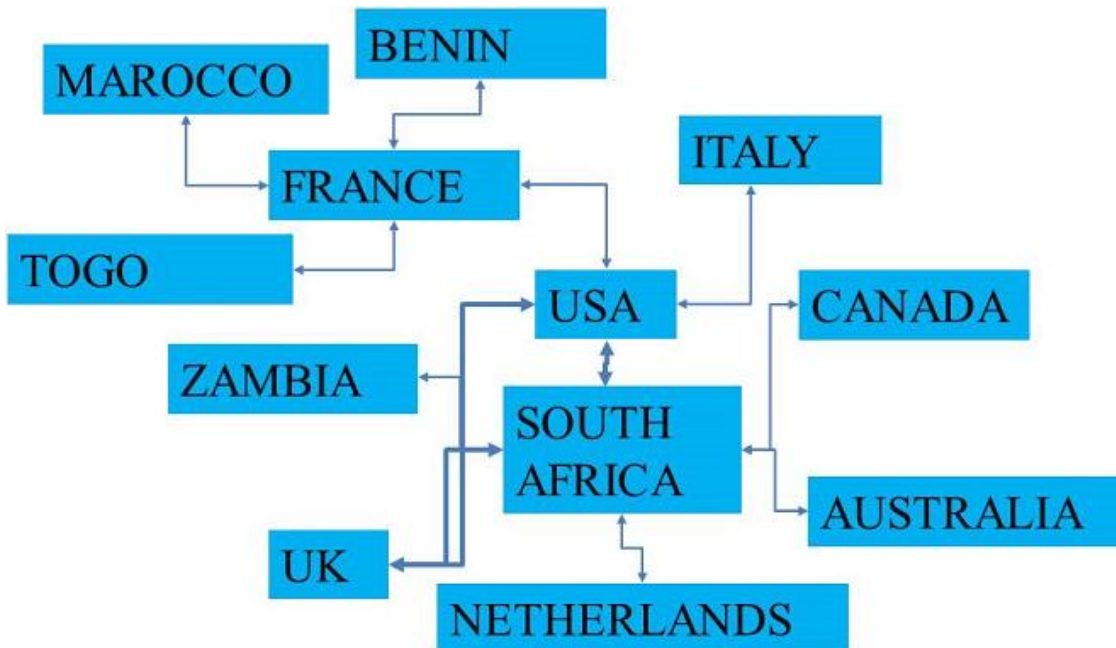 BENIN
MAROCCO
ITALY
FRANCE
TOGO
USA
CANADA
ZAMBIA
SOUTH
AFRICA
AUSTRALIA
UK
NETHERLANDS